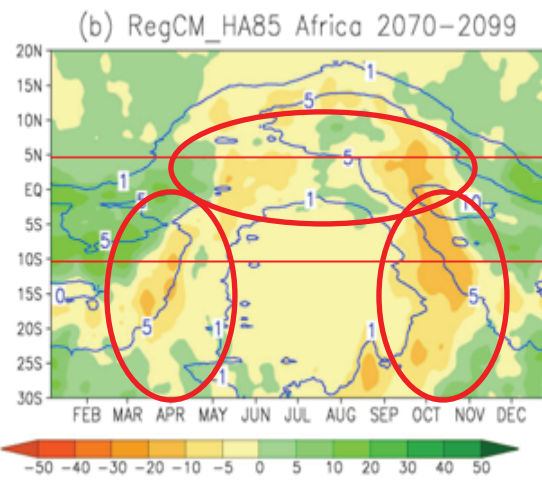 (b) RegCM_HA85 Africa 2070-2099
20N
15N
10N
5N
EQ
5S
10S
15S
20S
25S
30S
1
5
5
1
5
1
10
5
0
5
1
1
5
1
FEB MAR APR MAY JUN JUL AUG SEP OCT NOV DEC
-50 -40 -30 -20 -10 -5 0 5 10 20 30 40 50